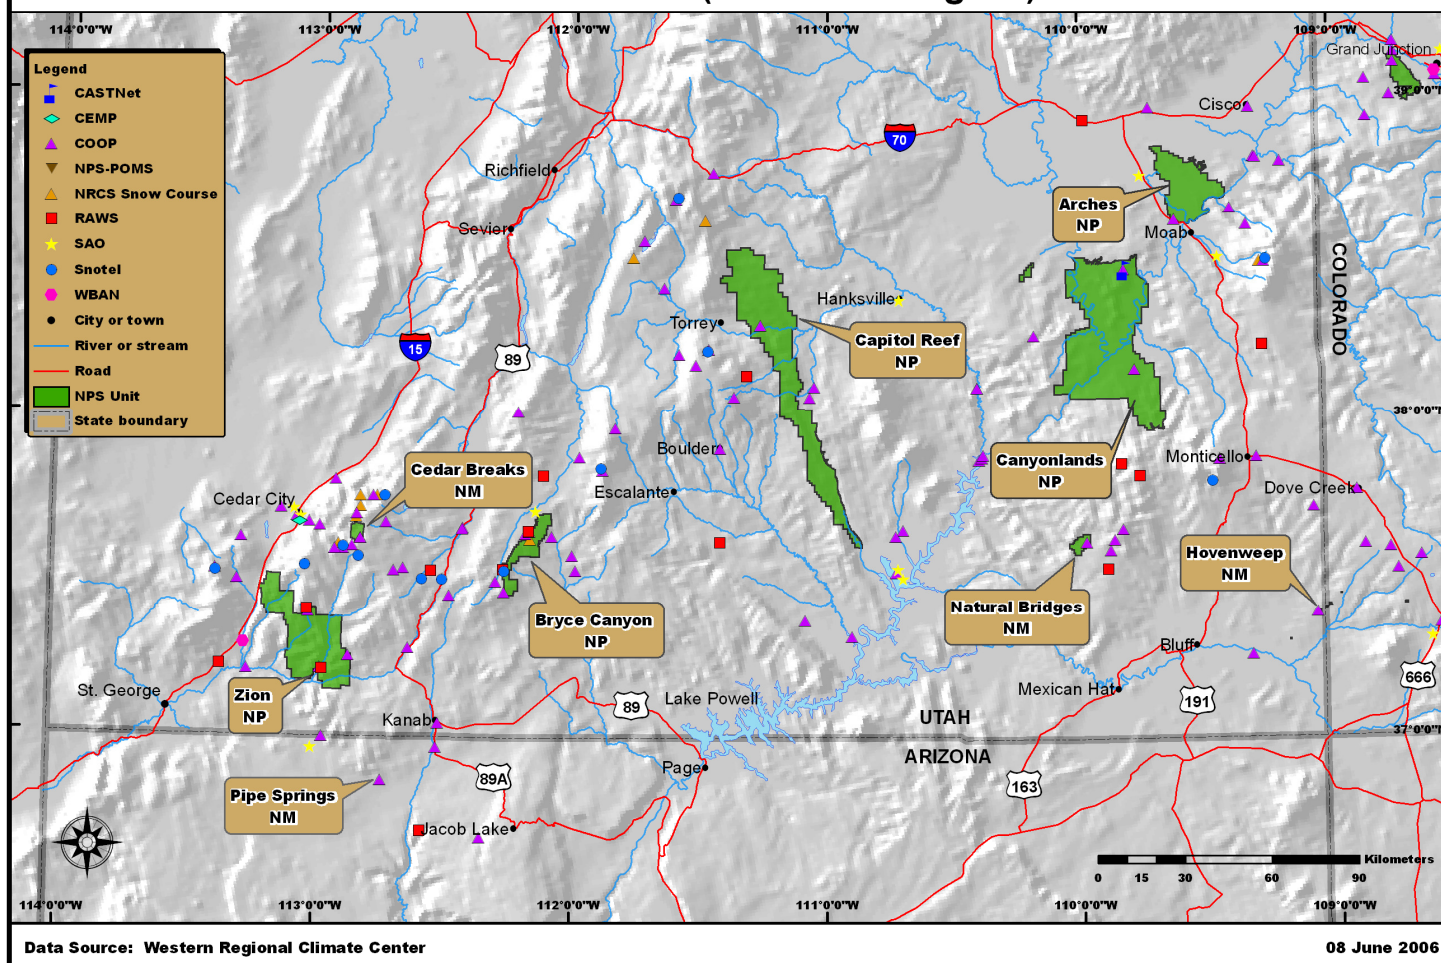 114°0'0"W
113°0'0"W
112°0'0"W
111°0'0"W
110°0'0"W
109°0'0"W
Grand Junction
39°0'0"N
Legend
CASTNet
CEMP
COOP
NPS-POMS
NRCS Snow Course
RAWS
SAO
Snotel
WBAN
City or town
River or stream
Road
NPS Unit
State boundary
Cisco
70
Richfield
Arches
NP
Sevier
Moab
COLORADO
Hanksville
Torrey
15
89
Capitol Reef
NP
38°0'0"N
Boulder
Canyonlands
NP
Monticello
Cedar Breaks
NM
Cedar City
Escalante
Dove Creek
Hovenweep
NM
Natural Bridges
NM
Bryce Canyon
NP
Bluff
666
Zion
NP
St. George
Mexican Hat
Lake Powell
89
191
Kanab
UTAH
37°0'0"N
ARIZONA
Page
89A
163
Pipe Springs
NM
Jacob Lake
Kilometers
0 15 30 60 90
114°0'0"W
113°0'0"W
112°0'0"W
111°0'0"W
110°0'0"W
109°0'0"W
Data Source: Western Regional Climate Center
08 June 2006